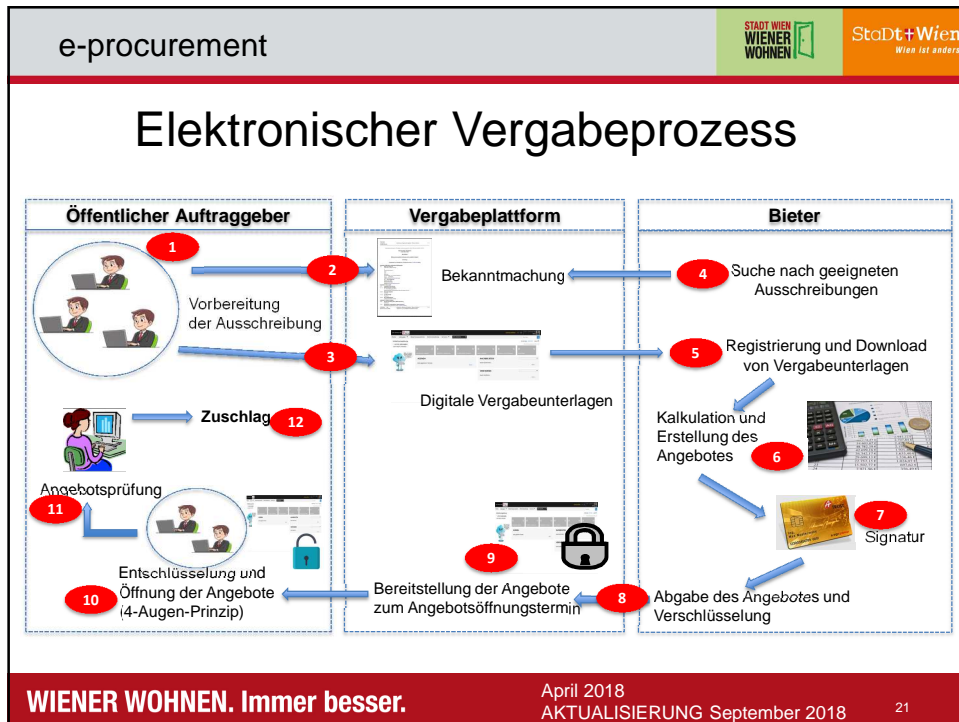 e-procurement
STADT WIEN
WIENER
WOHNEN
StaDt Wien
Wien ist anders
Elektronischer Vergabeprozess
Öffentlicher Auftraggeber
Vergabeplattform
Bieter
1
2
Bekanntmachung
4
Suche nach geeigneten
Ausschreibungen
Vorbereitung
der Ausschreibung
3
5
Registrierung und Download
von Vergabeunterlagen
Digitale Vergabeunterlagen
Zuschlag
12
Kalkulation und
Erstellung des
Angebotes
6
Angebotsprüfung
11
7
Signatur
9
Entschlüsselung und
Öffnung der Angebote
(4-Augen-Prinzip)
10
Bereitstellung der Angebote
zum Angebotsöffnungstermin
8
Abgabe des Angebotes und
Verschlüsselung
WIENER WOHNEN. Immer besser.
April 2018
AKTUALISIERUNG September 2018
21